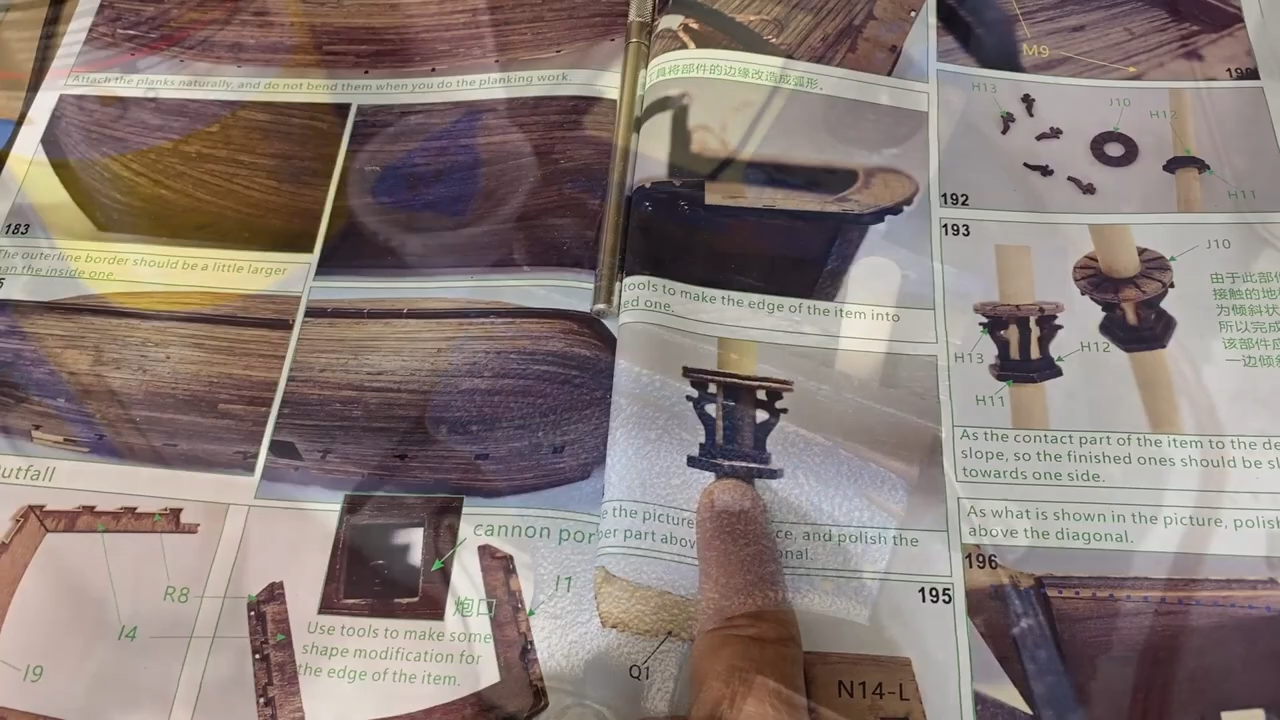 Attach the planks naturally, and do not bend them when you do the planking work.
183
The outerline border should be a little larger
than the inside one.
outfall
R8
I4
I9
cannon por
炮口
I1
Use tools to make some
shape modification for
the edge of the item.
工具将部件的边缘改造成弧形。
tools to make the edge of the item into
ed one.
e the picture ce, and polish the
per part abov onal.
195
Q1
N14-L
M9
190
H13
J10
H12
H11
192
193
J10
H13
H12
H11
由于此部
接触的地
为倾斜状
所以完成
该部件应
一边倾
As the contact part of the item to the de
slope, so the finished ones should be s
towards one side.
As what is shown in the picture, polis
above the diagonal.
196